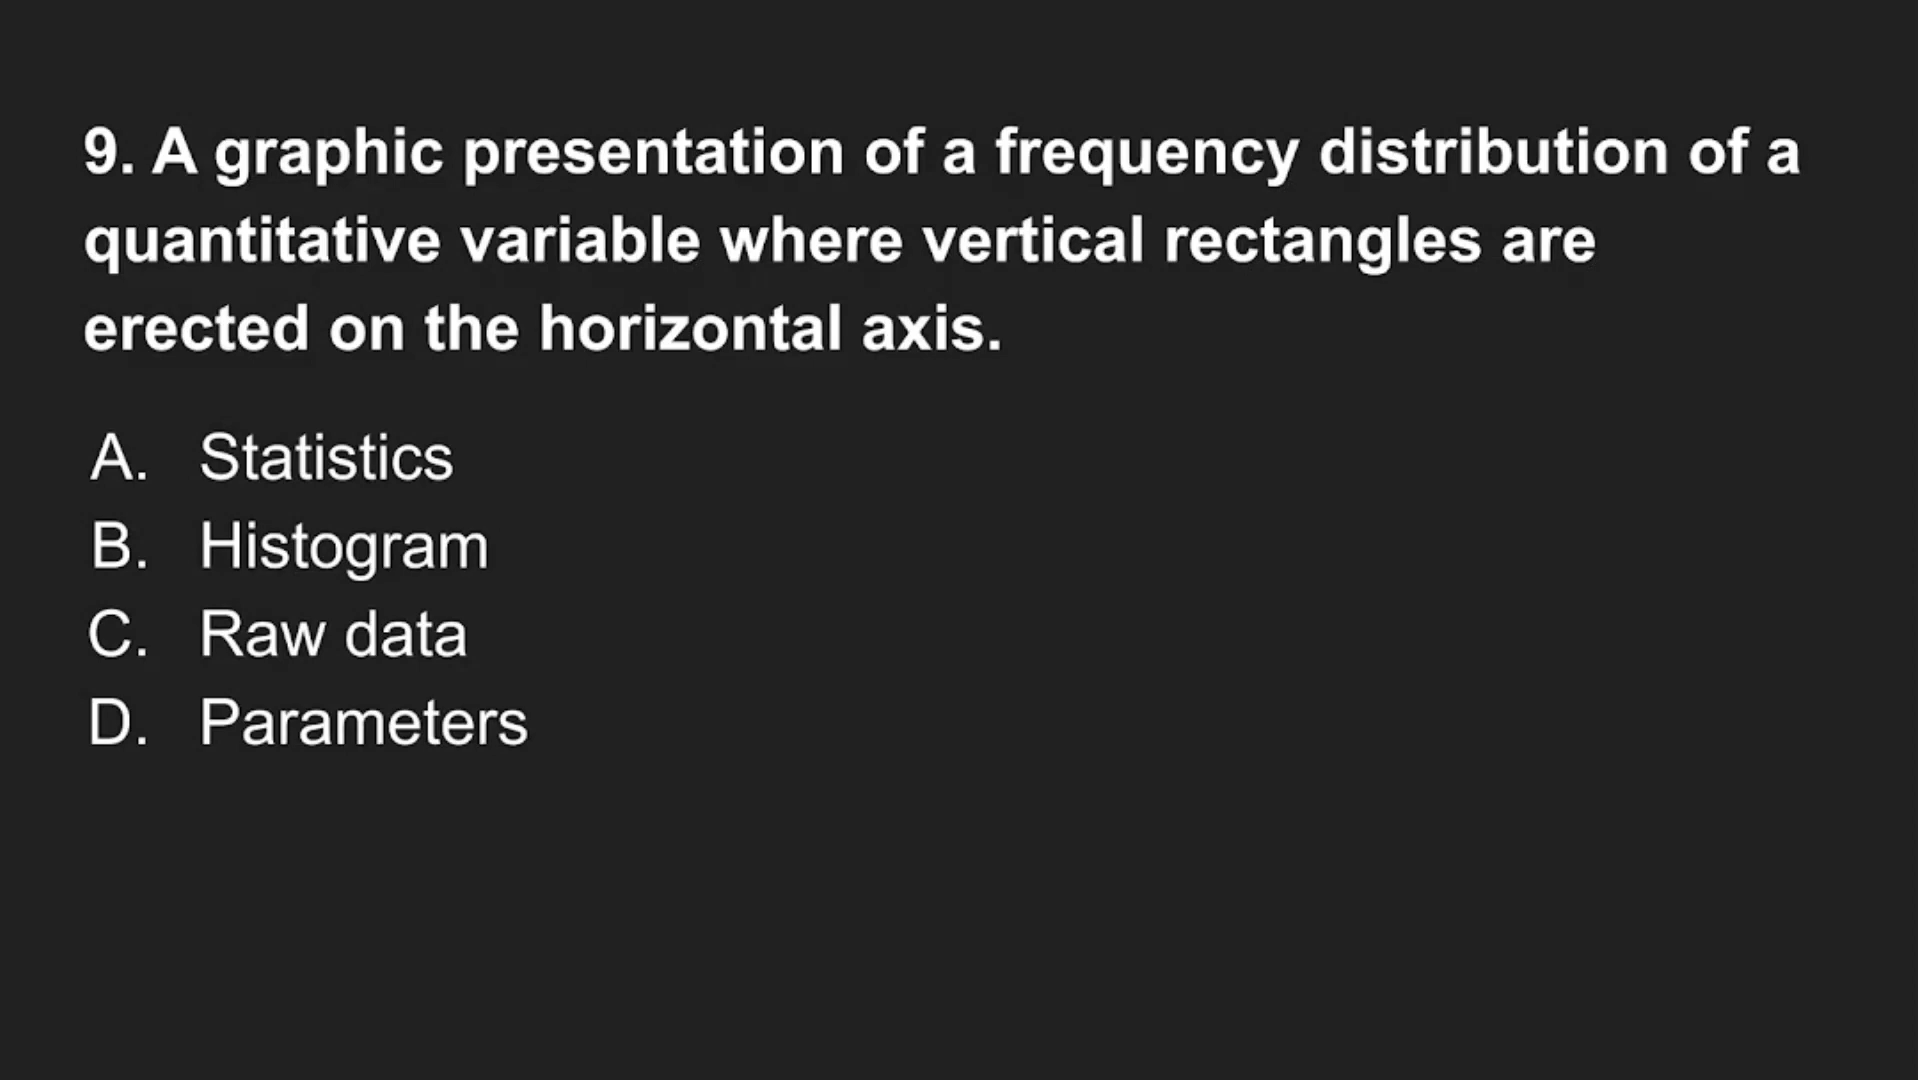 9. A graphic presentation of a frequency distribution of a
quantitative variable where vertical rectangles are
erected on the horizontal axis.
A. Statistics
B. Histogram
C. Raw data
D. Parameters